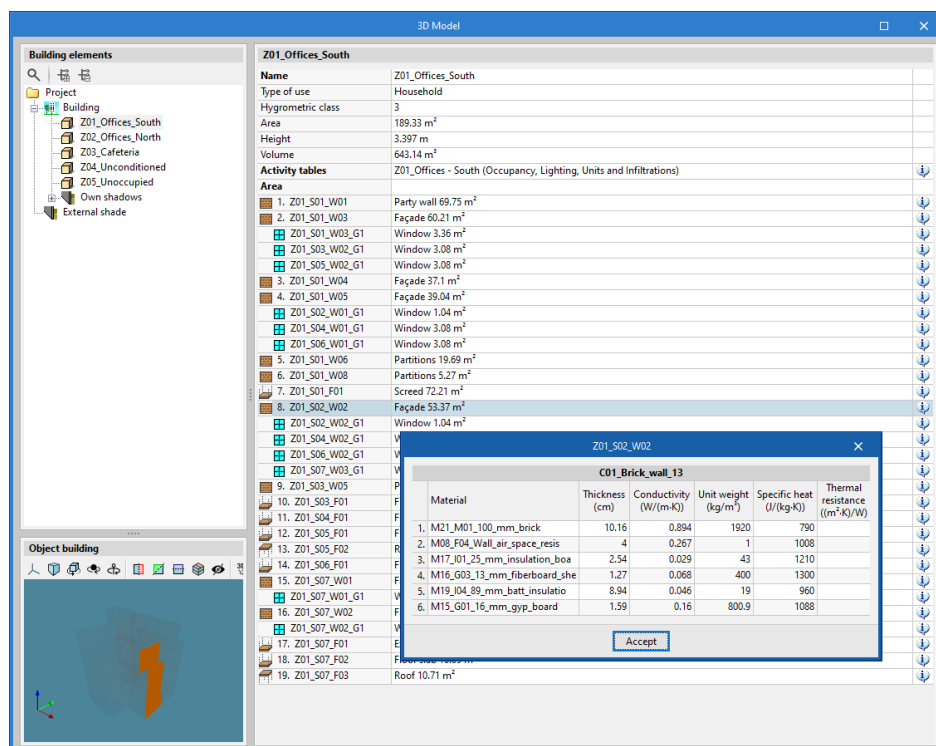 3D Model
Building elements
Project
Building
Z01_Offices_South
Z02_Offices_North
Z03_Cafeteria
Z04_Unconditioned
Z05_Unoccupied
Own shadows
External shade
Object building
Z01_Offices_South
Name Z01_Offices_South
Type of use Household
Hygrometric class 3
Area 189.33 m²
Height 3.397 m
Volume 643.14 m³
Activity tables Z01_Offices - South (Occupancy, Lighting, Units and Infiltrations)
Area
1. Z01_S01_W01 Party wall 69.75 m²
2. Z01_S01_W03 Façade 60.21 m²
Z01_S01_W03_G1 Window 3.36 m²
Z01_S03_W02_G1 Window 3.08 m²
Z01_S05_W02_G1 Window 3.08 m²
3. Z01_S01_W04 Façade 37.1 m²
4. Z01_S01_W05 Façade 39.04 m²
Z01_S02_W01_G1 Window 1.04 m²
Z01_S04_W01_G1 Window 3.08 m²
Z01_S06_W01_G1 Window 3.08 m²
5. Z01_S01_W06 Partitions 19.69 m²
6. Z01_S01_W08 Partitions 5.27 m²
7. Z01_S01_F01 Screed 72.21 m²
8. Z01_S02_W02 Façade 53.37 m²
Z01_S02_W02_G1 Window 1.04 m²
Z01_S04_W02_G1
Z01_S06_W02_G1
Z01_S07_W03_G1
9. Z01_S03_W05
10. Z01_S03_F01
11. Z01_S04_F01
12. Z01_S05_F01
13. Z01_S05_F02
14. Z01_S06_F01
15. Z01_S07_W01
Z01_S07_W01_G1
16. Z01_S07_W02
Z01_S07_W02_G1
17. Z01_S07_F01
18. Z01_S07_F02
19. Z01_S07_F03 Roof 10.71 m²
Z01_S02_W02
C01_Brick_wall_13
Material Thickness (cm) Conductivity (W/(m·K)) Unit weight (kg/m³) Specific heat (J/(kg·K)) Thermal resistance ((m²·K)/W)
1. M21_M01_100_mm_brick 10.16 0.894 1920 790
2. M08_F04_Wall_air_space_resis 4 0.267 1 1008
3. M17_I01_25_mm_insulation_boa 2.54 0.029 43 1210
4. M16_G03_13_mm_fiberboard_she 1.27 0.068 400 1300
5. M19_I04_89_mm_batt_insulatio 8.94 0.046 19 960
6. M15_G01_16_mm_gyp_board 1.59 0.16 800.9 1088
Accept